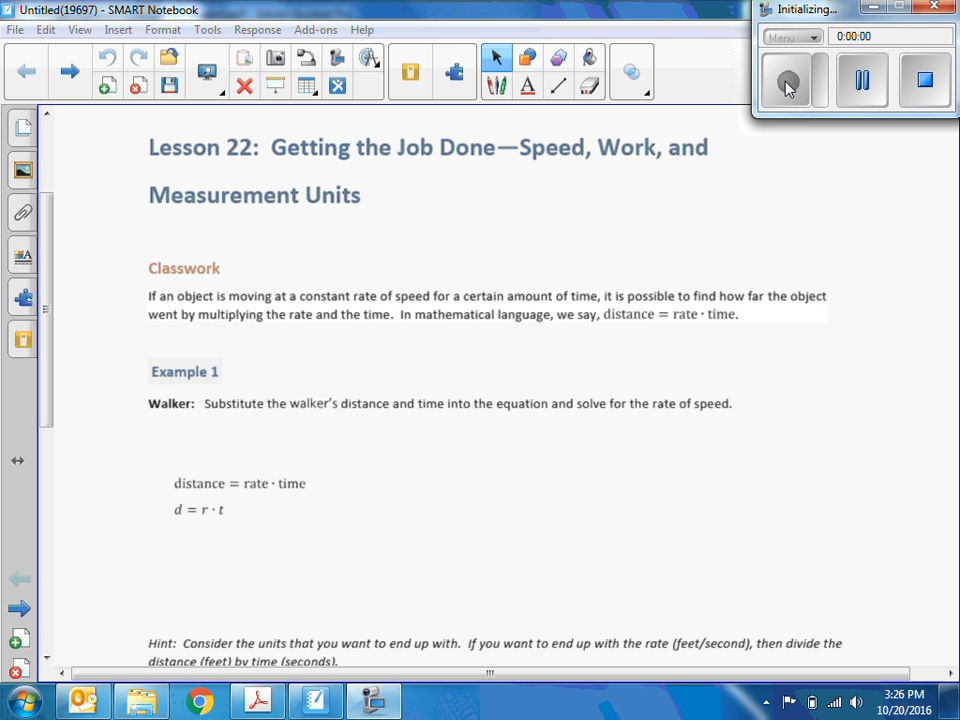 Untitled(19697) - SMART Notebook
Initializing...
File Edit View Insert Format Tools Response Add-ons Help
Menu
0:00:00
Lesson 22: Getting the Job Done—Speed, Work, and
Measurement Units
Classwork
If an object is moving at a constant rate of speed for a certain amount of time, it is possible to find how far the object
went by multiplying the rate and the time. In mathematical language, we say, distance = rate · time.
Example 1
Walker: Substitute the walker's distance and time into the equation and solve for the rate of speed.
distance = rate · time
d = r · t
Hint: Consider the units that you want to end up with. If you want to end up with the rate (feet/second), then divide the
distance (feet) by time (seconds).
3:26 PM
10/20/2016